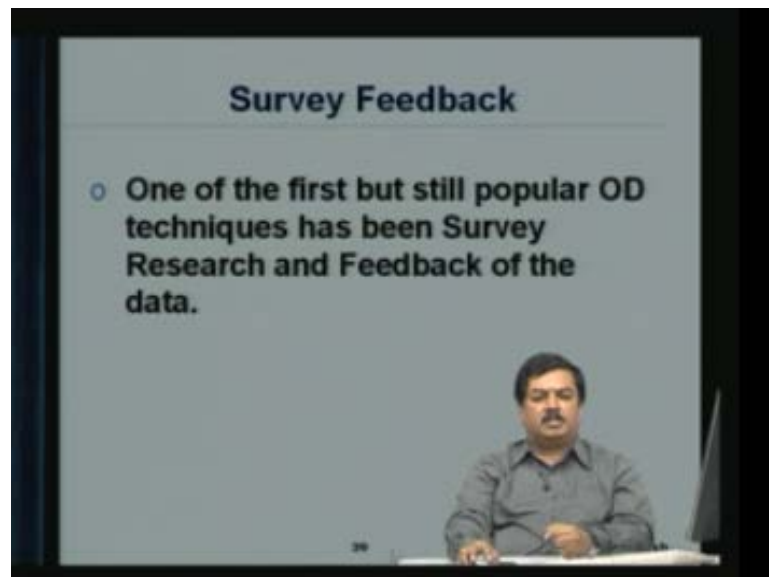 Survey Feedback
o One of the first but still popular OD
techniques has been Survey
Research and Feedback of the
data.